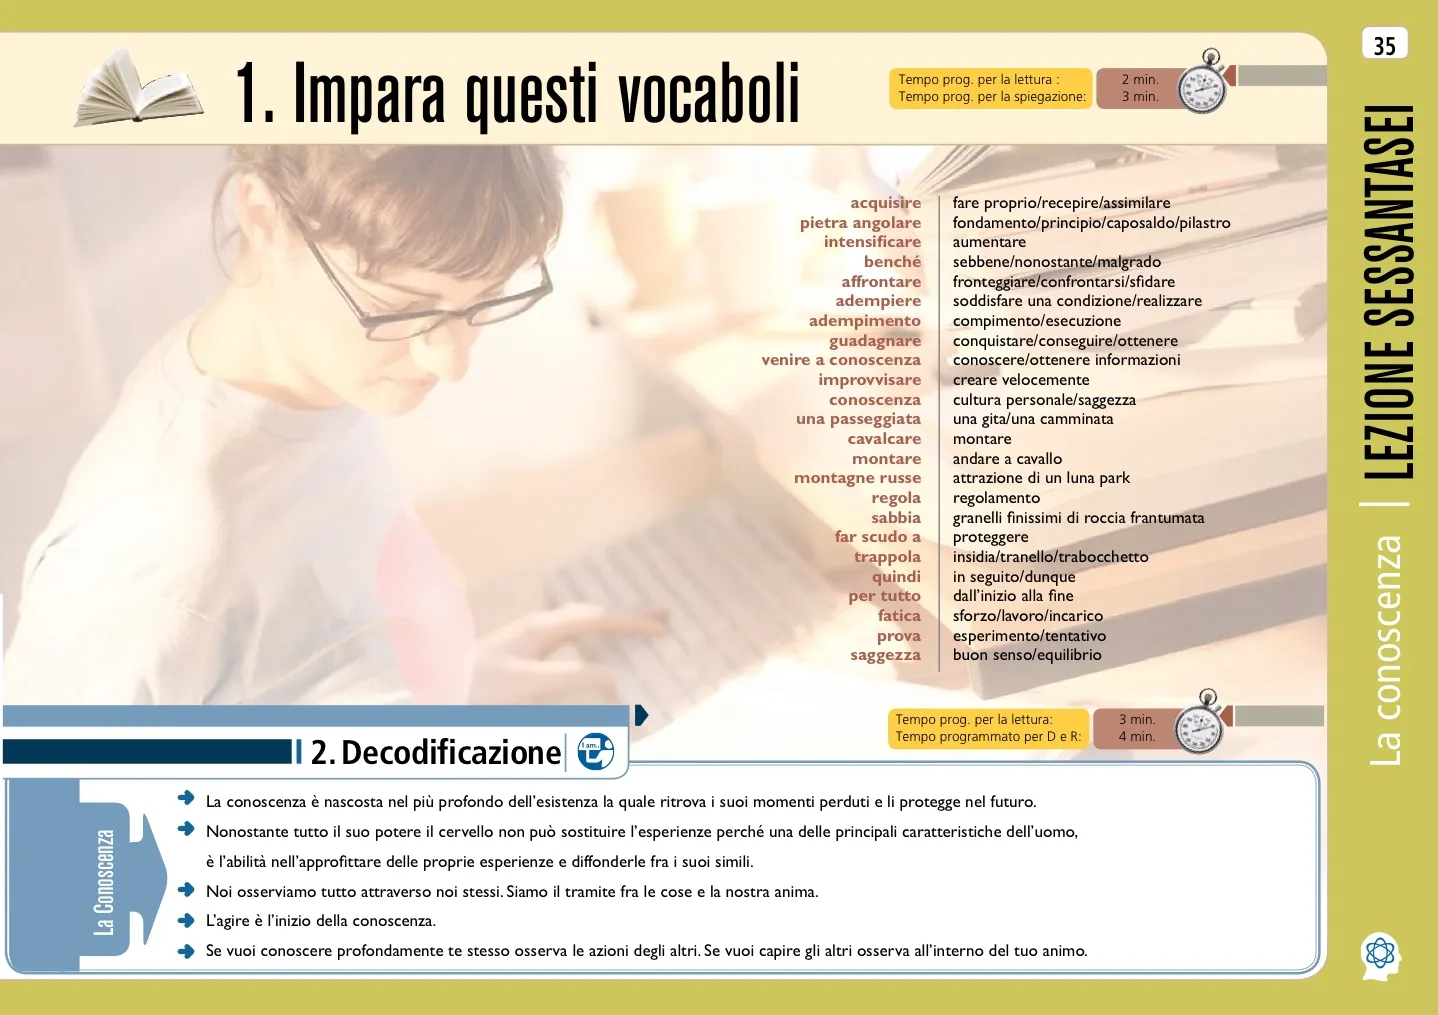 35
1. Impara questi vocaboli
Tempo prog. per la lettura : 2 min.
Tempo prog. per la spiegazione: 3 min.
LEZIONE SESSANTASEI
La conoscenza
acquisire fare proprio/recepire/assimilare
pietra angolare fondamento/principio/caposaldo/pilastro
intensificare aumentare
benché sebbene/nonostante/malgrado
affrontare fronteggiare/confrontarsi/sfidare
adempiere soddisfare una condizione/realizzare
adempimento compimento/esecuzione
guadagnare conquistare/conseguire/ottenere
venire a conoscenza conoscere/ottenere informazioni
improvvisare creare velocemente
conoscenza cultura personale/saggezza
una passeggiata una gita/una camminata
cavalcare montare
montare andare a cavallo
montagne russe attrazione di un luna park
regola regolamento
sabbia granelli finissimi di roccia frantumata
far scudo a proteggere
trappola insidia/tranello/trabocchetto
quindi in seguito/dunque
per tutto dall'inizio alla fine
fatica sforzo/lavoro/incarico
prova esperimento/tentativo
saggezza buon senso/equilibrio
2. Decodificazione
I am..
Tempo prog. per la lettura: 3 min.
Tempo programmato per D e R: 4 min.
La Conoscenza
La conoscenza è nascosta nel più profondo dell'esistenza la quale ritrova i suoi momenti perduti e li protegge nel futuro.
Nonostante tutto il suo potere il cervello non può sostituire l'esperienze perché una delle principali caratteristiche dell'uomo,
è l'abilità nell'approfittare delle proprie esperienze e diffonderle fra i suoi simili.
Noi osserviamo tutto attraverso noi stessi. Siamo il tramite fra le cose e la nostra anima.
L'agire è l'inizio della conoscenza.
Se vuoi conoscere profondamente te stesso osserva le azioni degli altri. Se vuoi capire gli altri osserva all'interno del tuo animo.